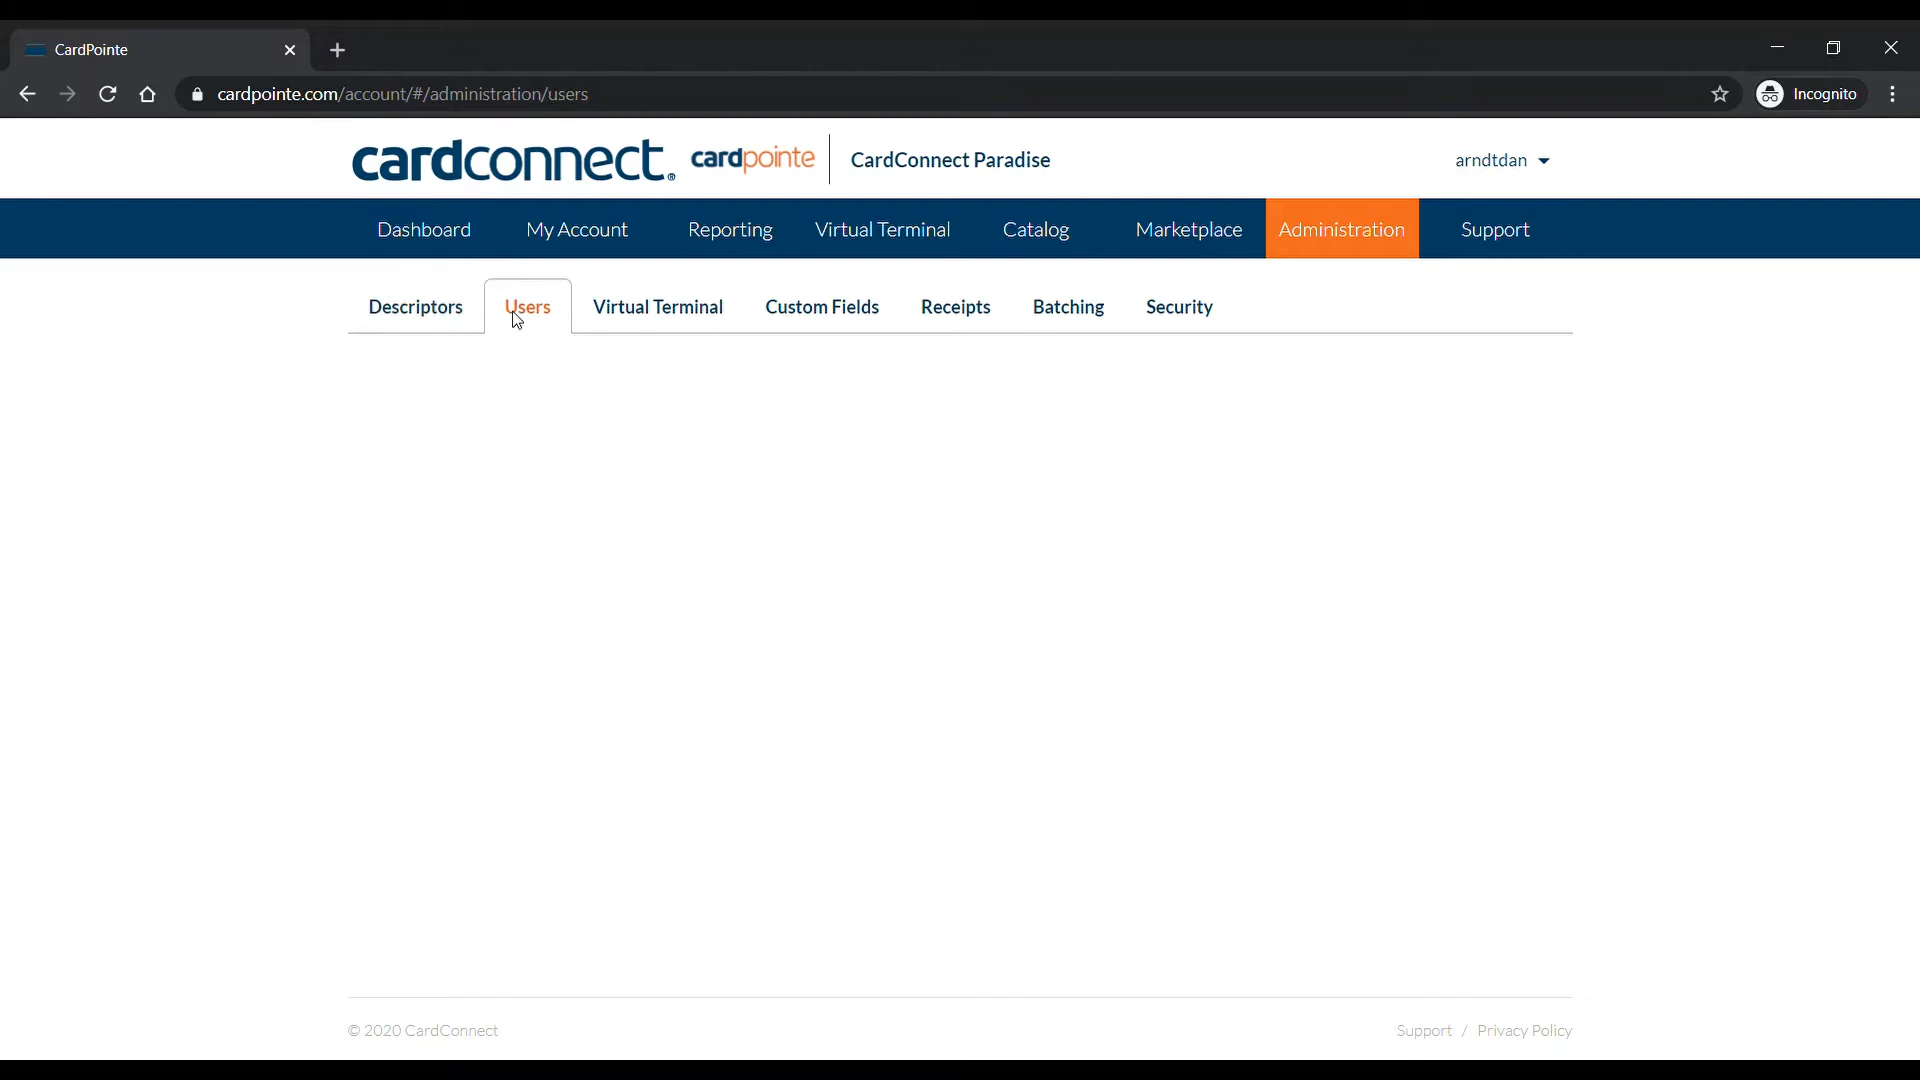 CardPointe
cardpointe.com/account/#/administration/users
Incognito
cardconnect® cardpointe CardConnect Paradise
arndtdan
Dashboard My Account Reporting Virtual Terminal Catalog Marketplace Administration Support
Descriptors Users Virtual Terminal Custom Fields Receipts Batching Security
© 2020 CardConnect
Support / Privacy Policy